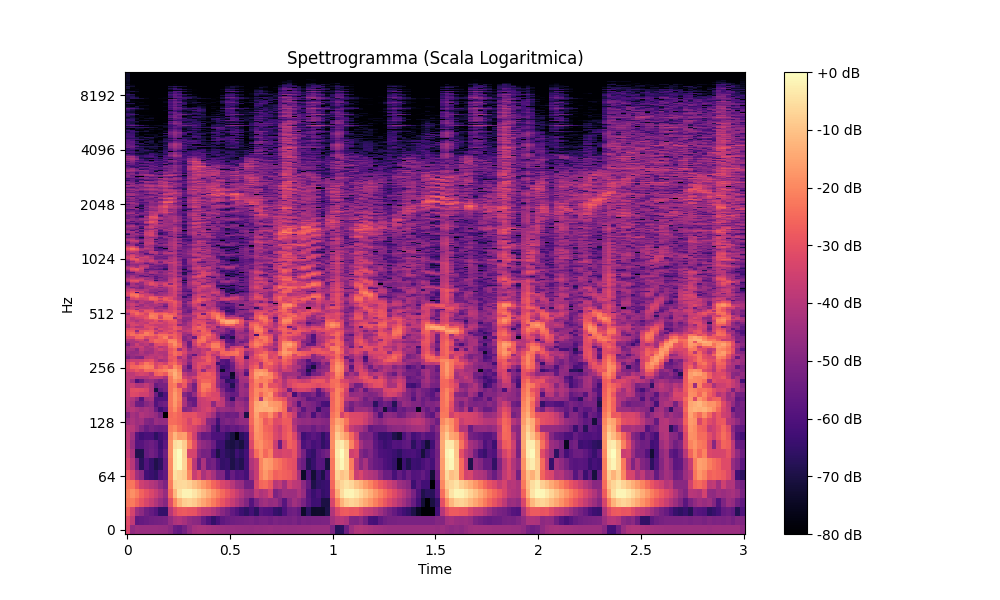 Spettrogramma (Scala Logaritmica)
8192
4096
2048
1024
512
256
128
64
0
Hz
0
0.5
1
1.5
2
2.5
3
Time
+0 dB
-10 dB
-20 dB
-30 dB
-40 dB
-50 dB
-60 dB
-70 dB
-80 dB